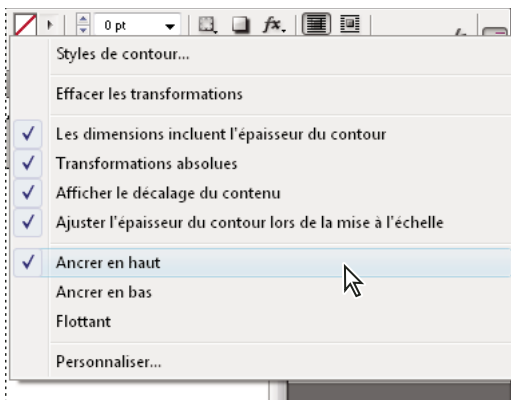 0 pt
fx.
Styles de contour...
Effacer les transformations
Les dimensions incluent l'épaisseur du contour
Transformations absolues
Afficher le décalage du contenu
Ajuster l'épaisseur du contour lors de la mise à l'échelle
Ancrer en haut
Ancrer en bas
Flottant
Personnaliser...